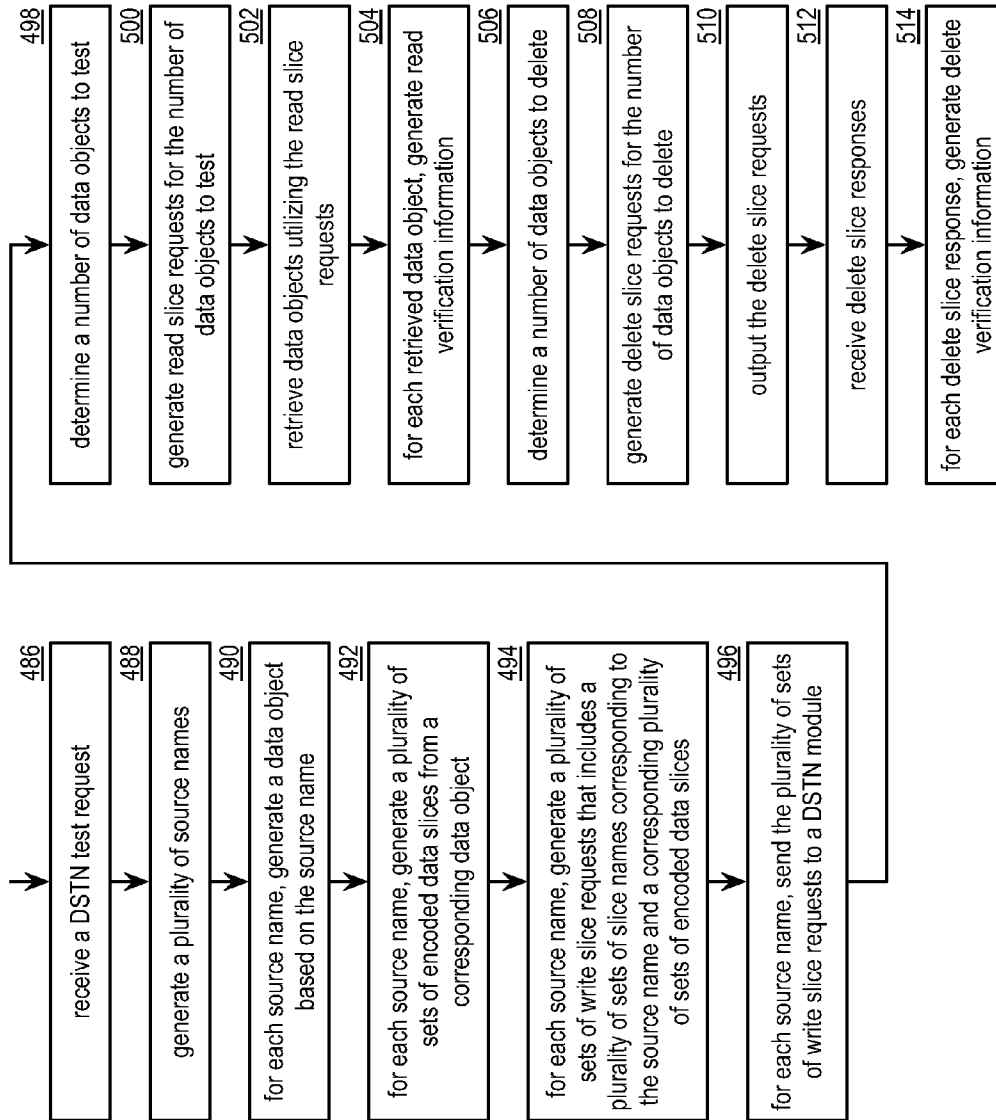 486
receive a DSTN test request
488
generate a plurality of source names
490
for each source name, generate a data object
based on the source name
492
for each source name, generate a plurality of
sets of encoded data slices from a
corresponding data object
494
for each source name, generate a plurality of
sets of write slice requests that includes a
plurality of sets of slice names corresponding to
the source name and a corresponding plurality
of sets of encoded data slices
496
for each source name, send the plurality of sets
of write slice requests to a DSTN module
498
determine a number of data objects to test
500
generate read slice requests for the number of
data objects to test
502
retrieve data objects utilizing the read slice
requests
504
for each retrieved data object, generate read
verification information
506
determine a number of data objects to delete
508
generate delete slice requests for the number
of data objects to delete
510
output the delete slice requests
512
receive delete slice responses
514
for each delete slice response, generate delete
verification information